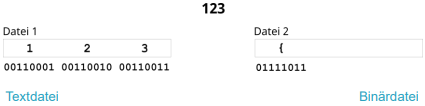 123
Datei 1 Datei 2
1 2 3 {
00110001 00110010 00110011 01111011
Textdatei Binärdatei